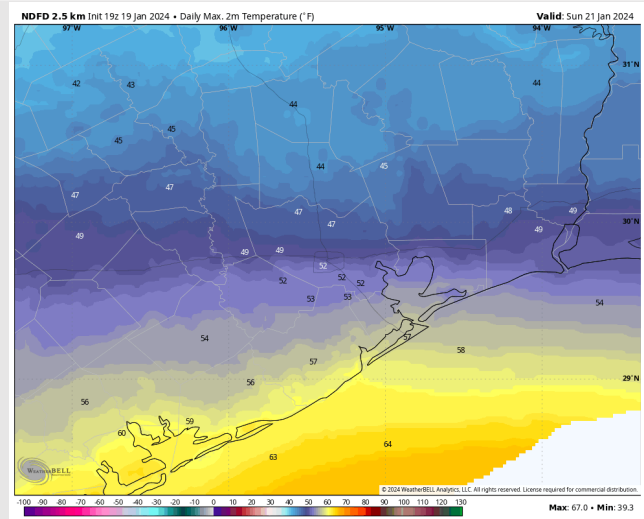 NDFD 2.5 km Init 19z 19 Jan 2024 • Daily Max. 2m Temperature (°F)
Valid: Sun 21 Jan 2024
97°W 96°W 95°W 94°W
31°N
42 43 44 44
45 45
44 45
47 47
47 47 48 49
30°N
49 49 49 49
52
52 52 52
53 53
54
54 57
57 58
56
29°N
56
59
60
63 64
WEATHERBELL
© 2024 WeatherBELL Analytics, LLC. All rights reserved. License required for commercial distribution.
-100 -90 -80 -70 -60 -50 -40 -30 -20 -10 0 10 20 30 40 50 60 70 80 90 100 110 120 130
Max: 67.0 • Min: 39.3